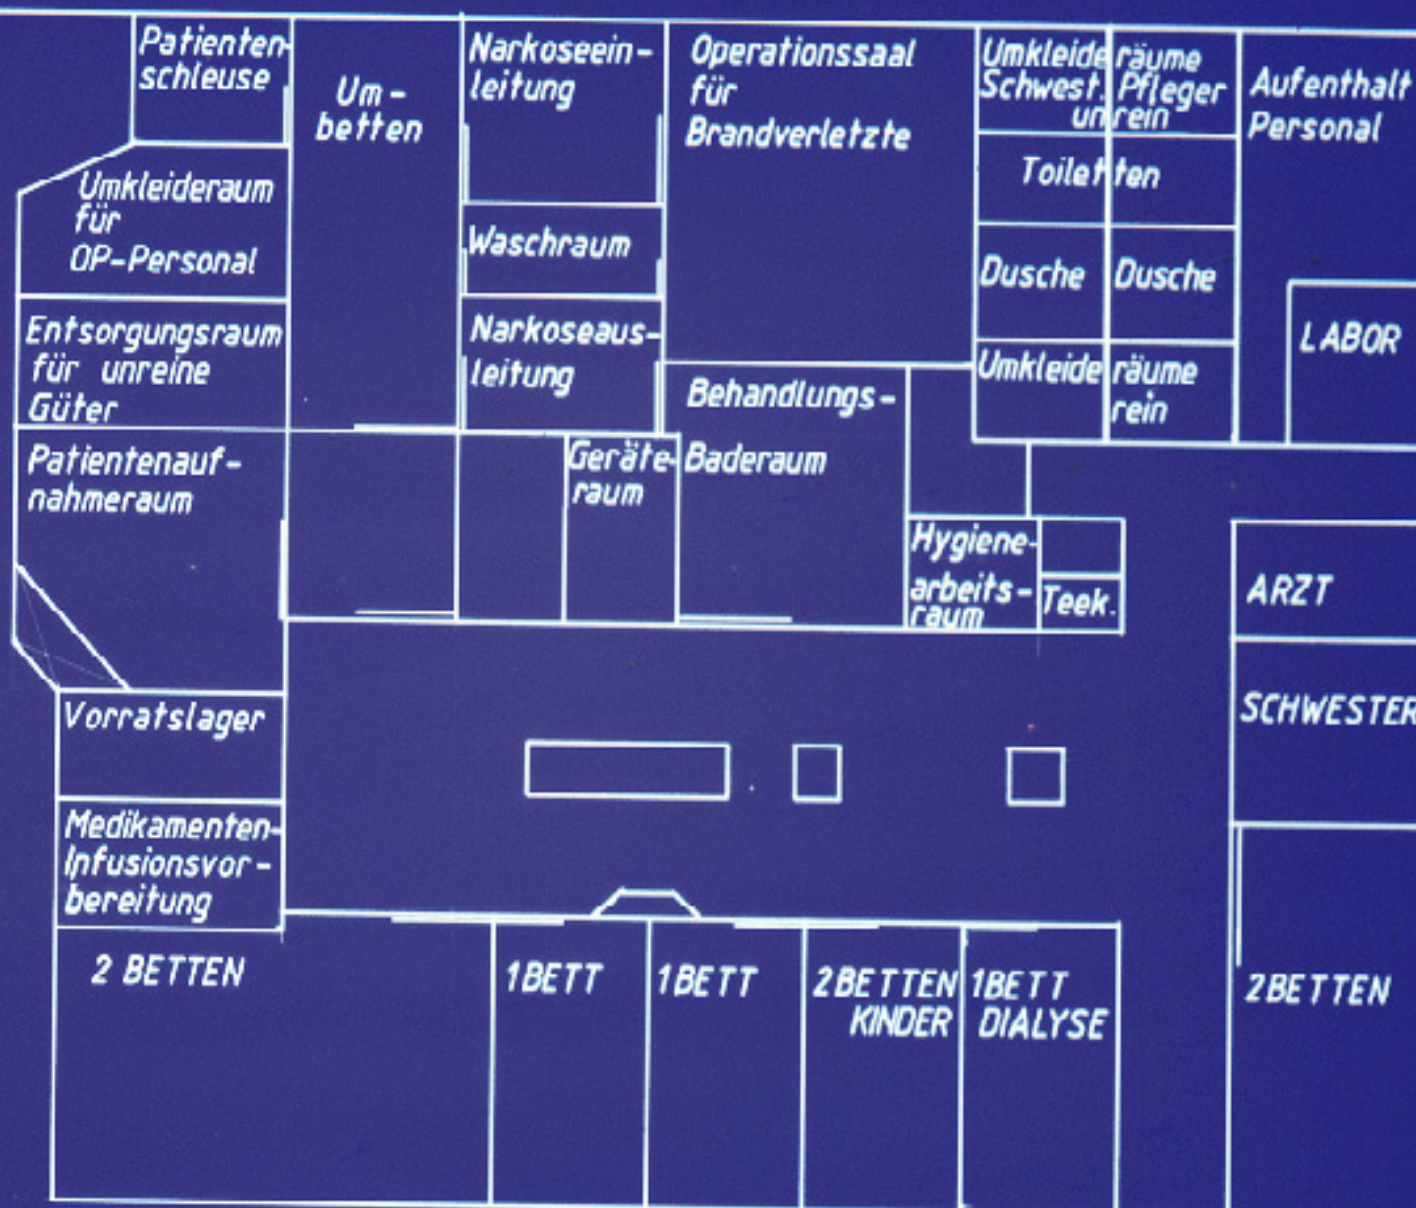 Patienten-
schleuse
Um-
betten
Narkoseein-
leitung
Operationssaal
für
Brandverletzte
Umkleide räume
Schwest. Pfleger
unrein
Aufenthalt
Personal
Umkleideraum
für
OP-Personal
Waschraum
Toiletten
Dusche
Dusche
Entsorgungsraum
für unreine
Güter
Narkoseaus-
leitung
Umkleide räume
rein
LABOR
Behandlungs-
Baderaum
Patientenauf-
nahmeraum
Geräte-
raum
Hygiene-
arbeits-
raum
Teek.
ARZT
SCHWESTER
Vorratslager
Medikamenten-
Infusionsvor-
bereitung
2 BETTEN
1BETT
1BETT
2BETTEN
KINDER
1BETT
DIALYSE
2BETTEN